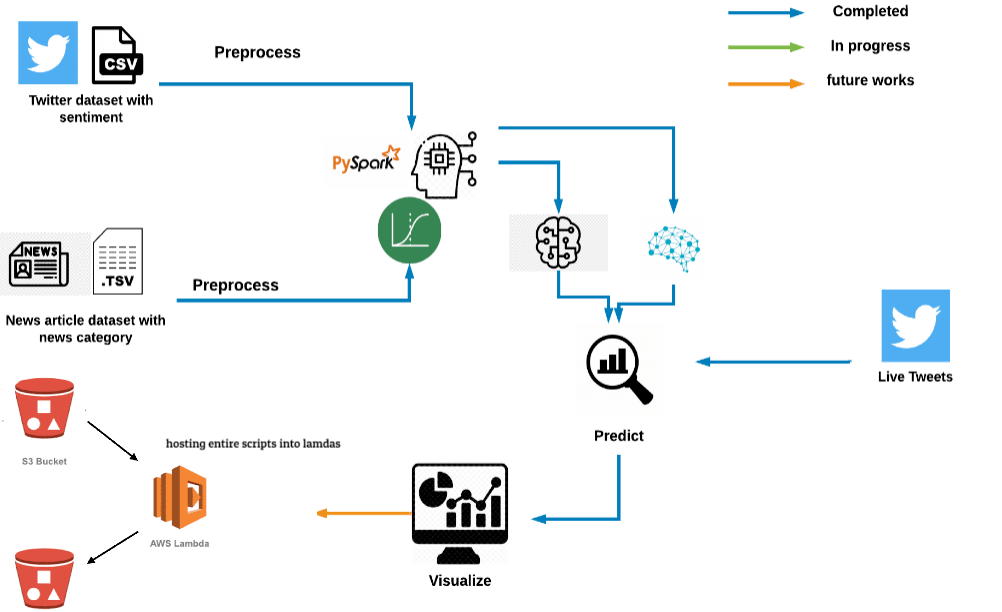 Completed
In progress
future works
Preprocess
CSV
Twitter dataset with
sentiment
PySpark
NEWS
.TSV
Preprocess
News article dataset with
news category
Live Tweets
Predict
S3 Bucket
hosting entire scripts into lamdas
AWS Lambda
Visualize